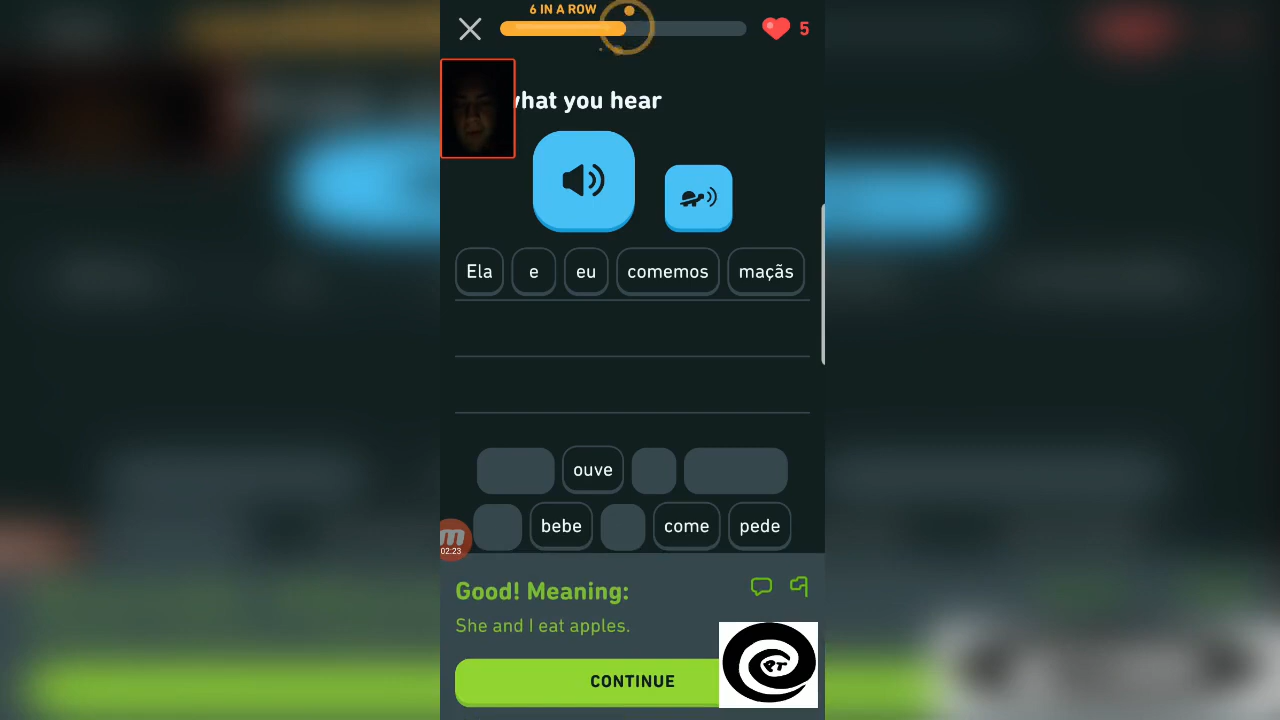 6 IN A ROW
5
what you hear
Ela e eu comemos maçãs
ouve
bebe come pede
m
02:23
Good! Meaning:
She and I eat apples.
PT
CONTINUE